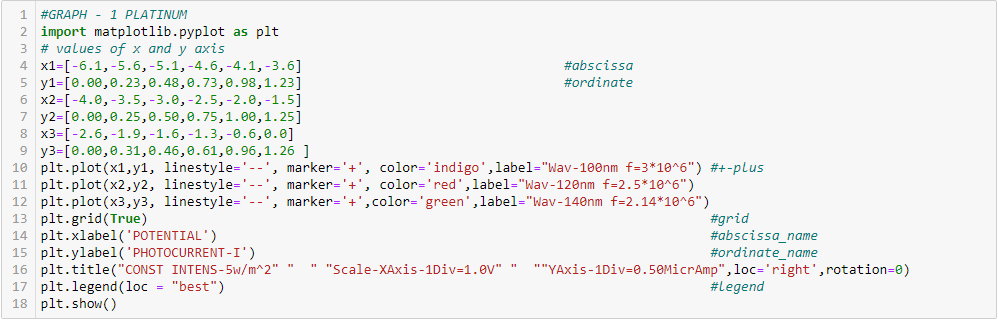 1 #GRAPH - 1 PLATINUM
2 import matplotlib.pyplot as plt
3 # values of x and y axis
4 x1=[-6.1,-5.6,-5.1,-4.6,-4.1,-3.6] #abscissa
5 y1=[0.00,0.23,0.48,0.73,0.98,1.23] #ordinate
6 x2=[-4.0,-3.5,-3.0,-2.5,-2.0,-1.5]
7 y2=[0.00,0.25,0.50,0.75,1.00,1.25]
8 x3=[-2.6,-1.9,-1.6,-1.3,-0.6,0.0]
9 y3=[0.00,0.31,0.46,0.61,0.96,1.26 ]
10 plt.plot(x1,y1, linestyle='--', marker='+', color='indigo',label="Wav-100nm f=3*10^6") #+-plus
11 plt.plot(x2,y2, linestyle='--', marker='+', color='red',label="Wav-120nm f=2.5*10^6")
12 plt.plot(x3,y3, linestyle='--', marker='+',color='green',label="Wav-140nm f=2.14*10^6")
13 plt.grid(True) #grid
14 plt.xlabel('POTENTIAL') #abscissa_name
15 plt.ylabel('PHOTOCURRENT-I') #ordinate_name
16 plt.title("CONST INTENS-5w/m^2" "  " "Scale-XAxis-1Div=1.0V" "  ""YAxis-1Div=0.50MicrAmp",loc='right',rotation=0)
17 plt.legend(loc = "best") #legend
18 plt.show()